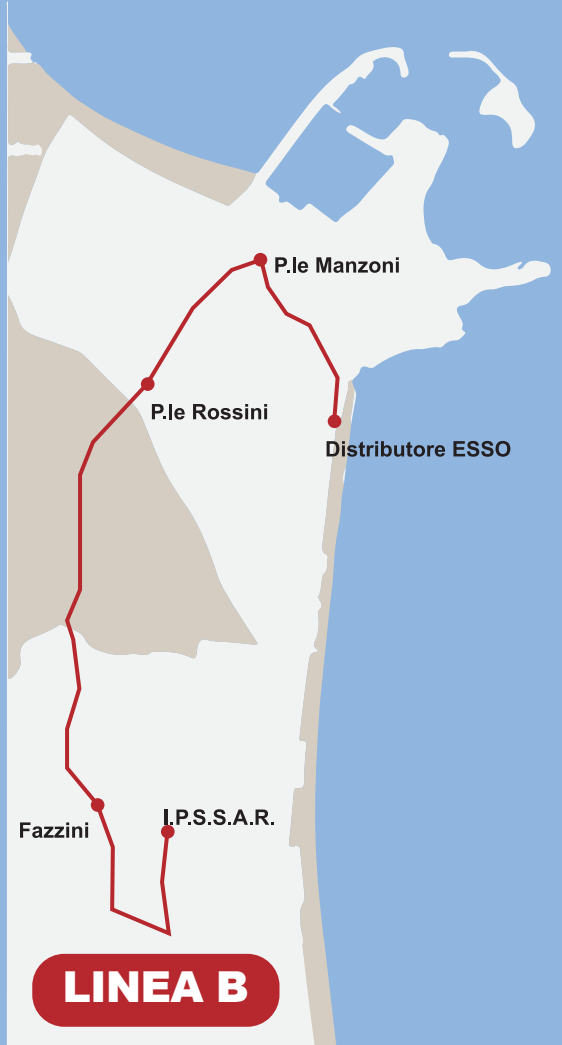 P.le Manzoni
P.le Rossini
Distributore ESSO
I.P.S.S.A.R.
Fazzini
LINEA B